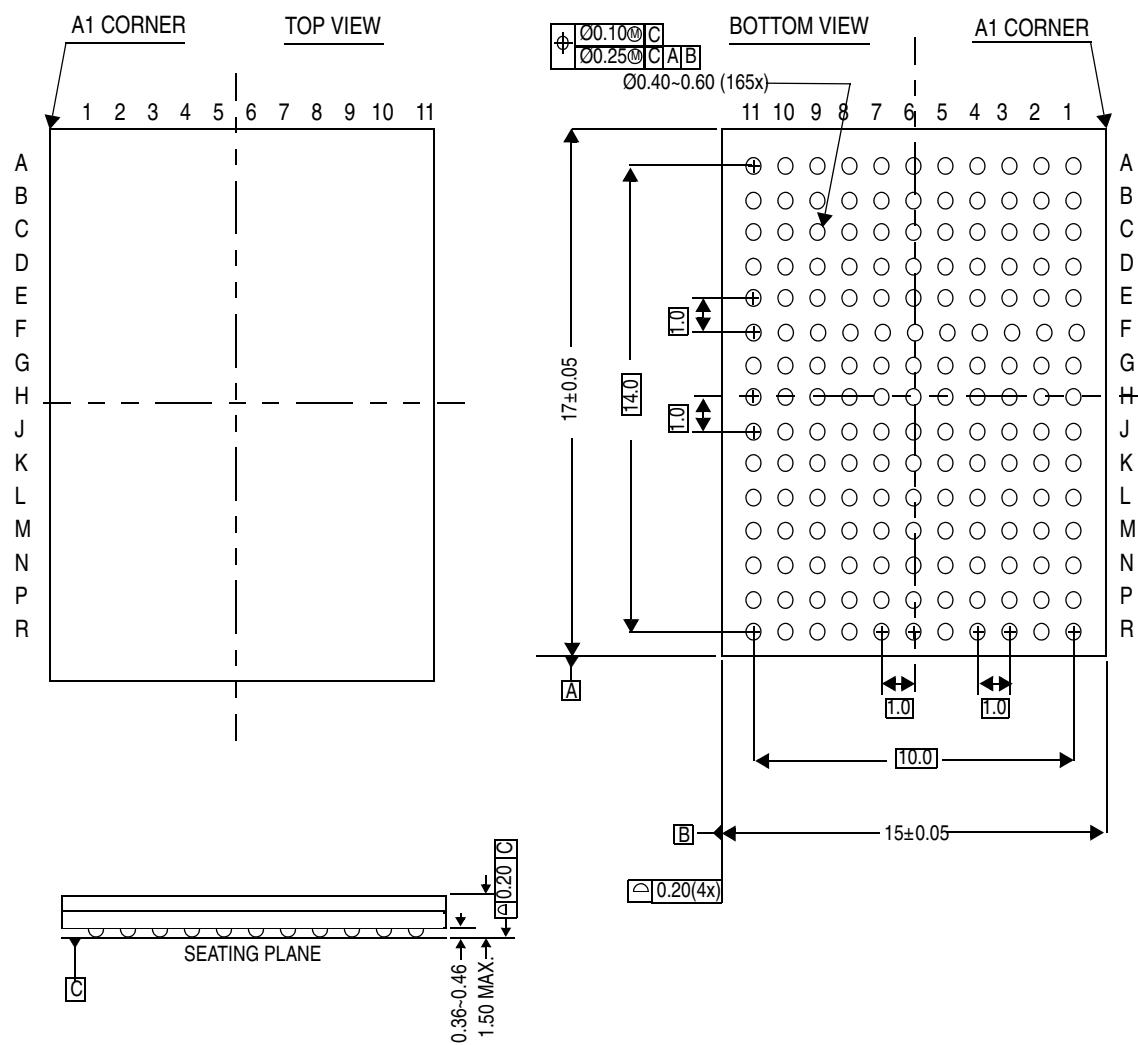 A1 CORNER
TOP VIEW
1 2 3 4 5 6 7 8 9 10 11
A
B
C
D
E
F
G
H
J
K
L
M
N
P
R
Ø0.10Ⓜ C
Ø0.25Ⓜ C A B
Ø0.40~0.60 (165x)
BOTTOM VIEW
A1 CORNER
11 10 9 8 7 6 5 4 3 2 1
A
B
C
D
E
F
G
H
J
K
L
M
N
P
R
1.0
1.0
17±0.05
14.0
A
1.0
1.0
10.0
B
15±0.05
0.20(4x)
0.20 C
SEATING PLANE
C
0.36~0.46
1.50 MAX.